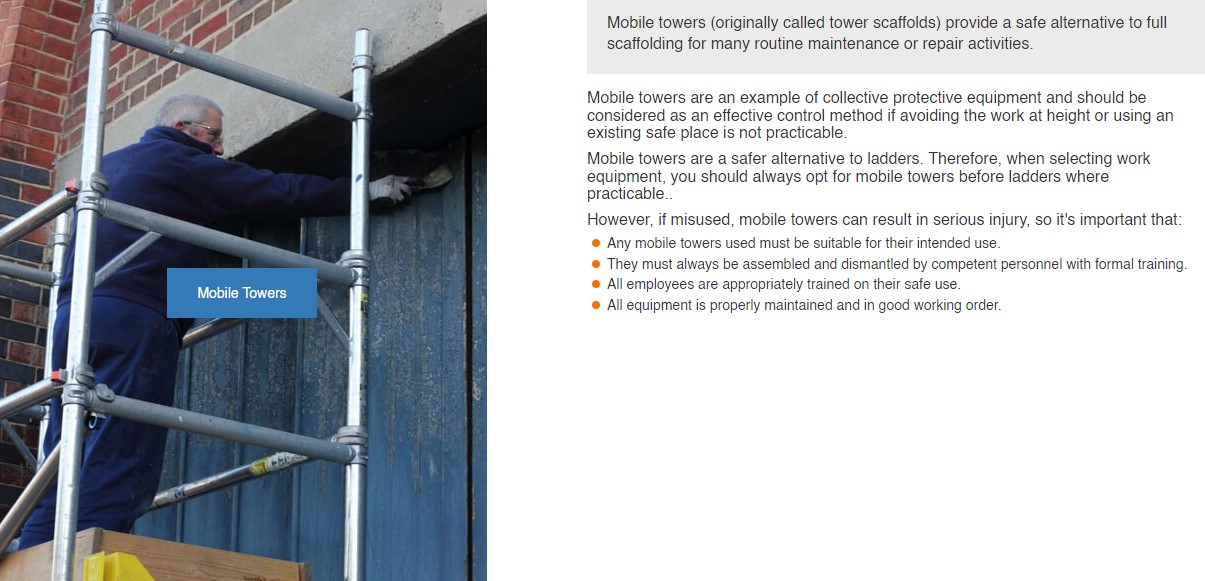 Mobile towers (originally called tower scaffolds) provide a safe alternative to full
scaffolding for many routine maintenance or repair activities.
Mobile towers are an example of collective protective equipment and should be
considered as an effective control method if avoiding the work at height or using an
existing safe place is not practicable.
Mobile towers are a safer alternative to ladders. Therefore, when selecting work
equipment, you should always opt for mobile towers before ladders where
practicable..
However, if misused, mobile towers can result in serious injury, so it's important that:
Any mobile towers used must be suitable for their intended use.
They must always be assembled and dismantled by competent personnel with formal training.
All employees are appropriately trained on their safe use.
All equipment is properly maintained and in good working order.
Mobile Towers